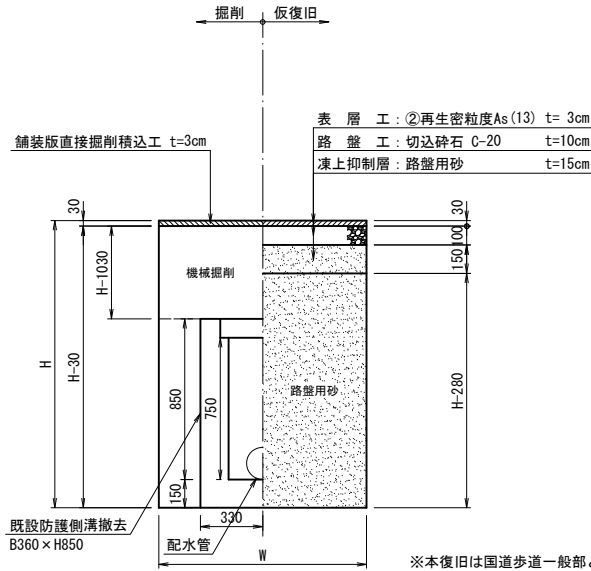 掘削 仮復旧
表 層 工：②再生密粒度As(13) t= 3cm
舗装版直接掘削積込工 t=3cm
路 盤 工：切込砕石 C-20 t=10cm
凍上抑制層：路盤用砂 t=15cm
30
30
100
150
H-1030
機械掘削
H
H-30
850
750
路盤用砂
H-280
150
330
既設防護側溝撤去
B360×H850
配水管
W
※本復旧は国道歩道一般部